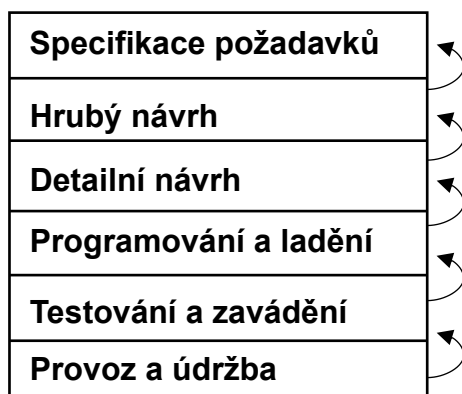 Specifikace požadavků
Hrubý návrh
Detailní návrh
Programování a ladění
Testování a zavádění
Provoz a údržba